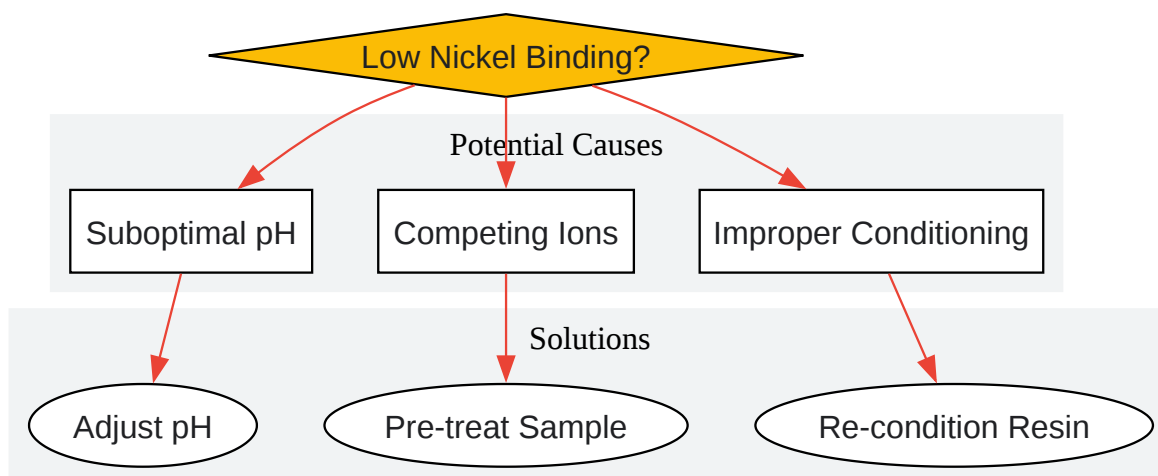 Low Nickel Binding?
Potential Causes
Suboptimal pH
Competing Ions
Improper Conditioning
Solutions
Adjust pH
Pre-treat Sample
Re-condition Resin